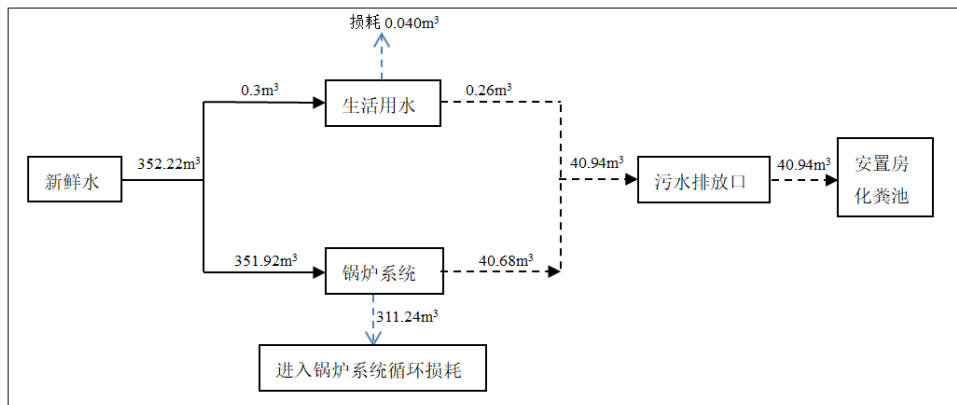 损耗 0.040m³
0.3m³
生活用水
0.26m³
新鲜水
352.22m³
40.94m³
污水排放口
40.94m³
安置房
化粪池
351.92m³
锅炉系统
40.68m³
311.24m³
进入锅炉系统循环损耗